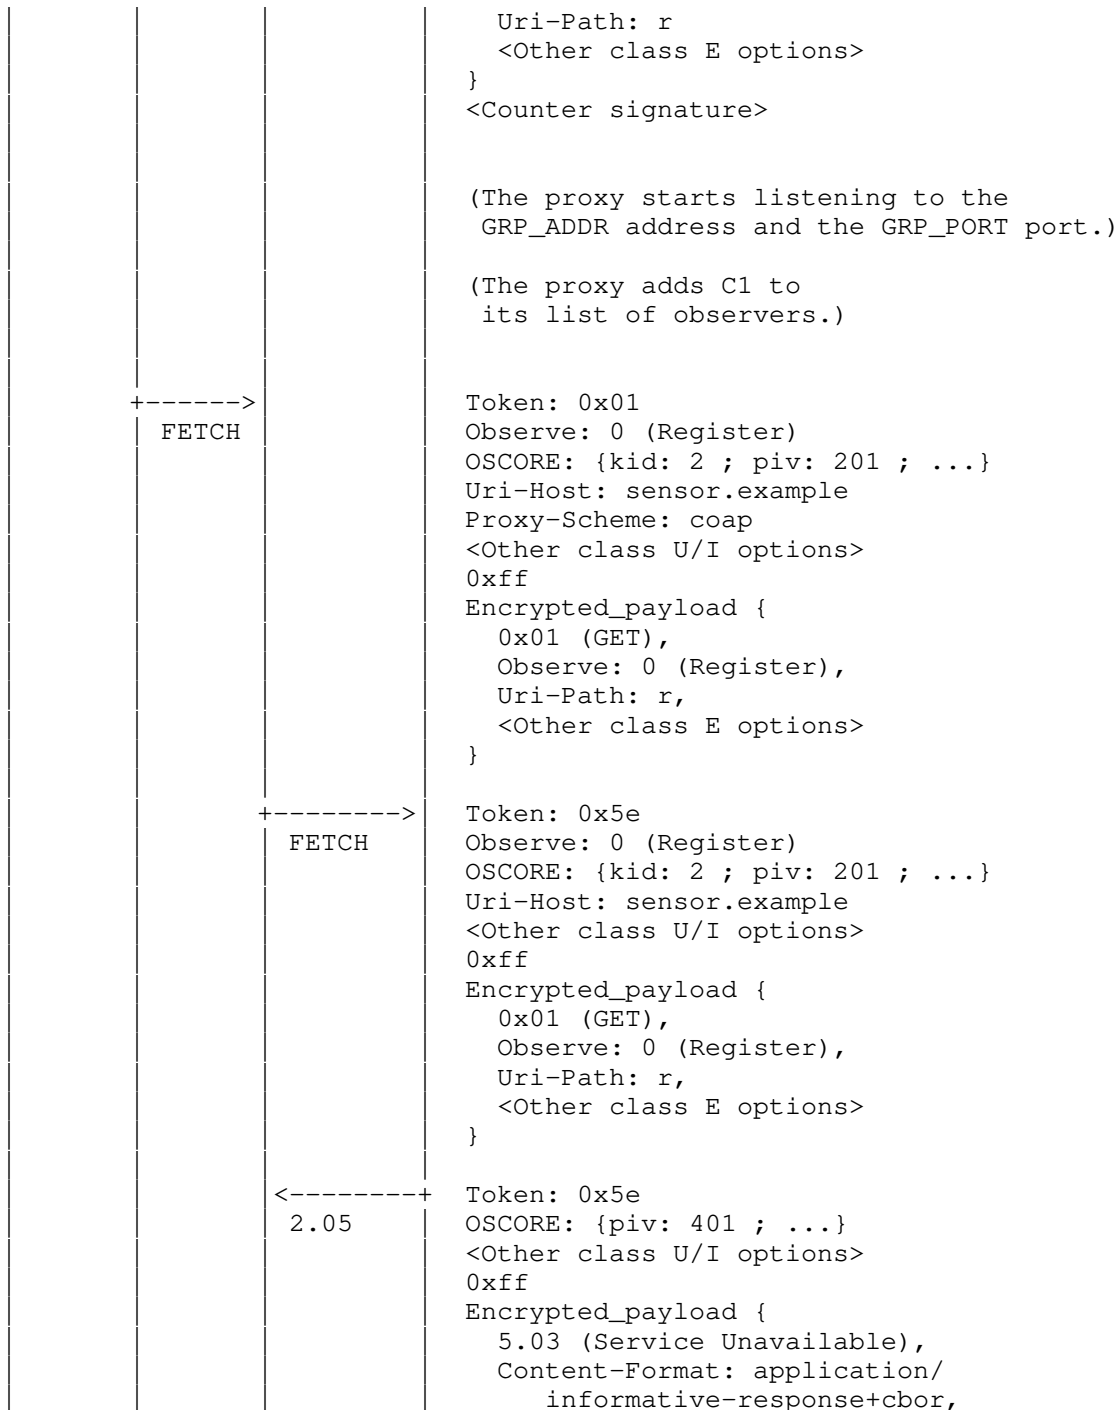 Uri-Path: r
<Other class E options>
}
<Counter signature>
(The proxy starts listening to the
GRP_ADDR address and the GRP_PORT port.)
(The proxy adds C1 to
its list of observers.)
+------> Token: 0x01
FETCH Observe: 0 (Register)
OSCORE: {kid: 2 ; piv: 201 ; ...}
Uri-Host: sensor.example
Proxy-Scheme: coap
<Other class U/I options>
0xff
Encrypted_payload {
0x01 (GET),
Observe: 0 (Register),
Uri-Path: r,
<Other class E options>
}
+--------> Token: 0x5e
FETCH Observe: 0 (Register)
OSCORE: {kid: 2 ; piv: 201 ; ...}
Uri-Host: sensor.example
<Other class U/I options>
0xff
Encrypted_payload {
0x01 (GET),
Observe: 0 (Register),
Uri-Path: r,
<Other class E options>
}
<--------+ Token: 0x5e
2.05 OSCORE: {piv: 401 ; ...}
<Other class U/I options>
0xff
Encrypted_payload {
5.03 (Service Unavailable),
Content-Format: application/
informative-response+cbor,